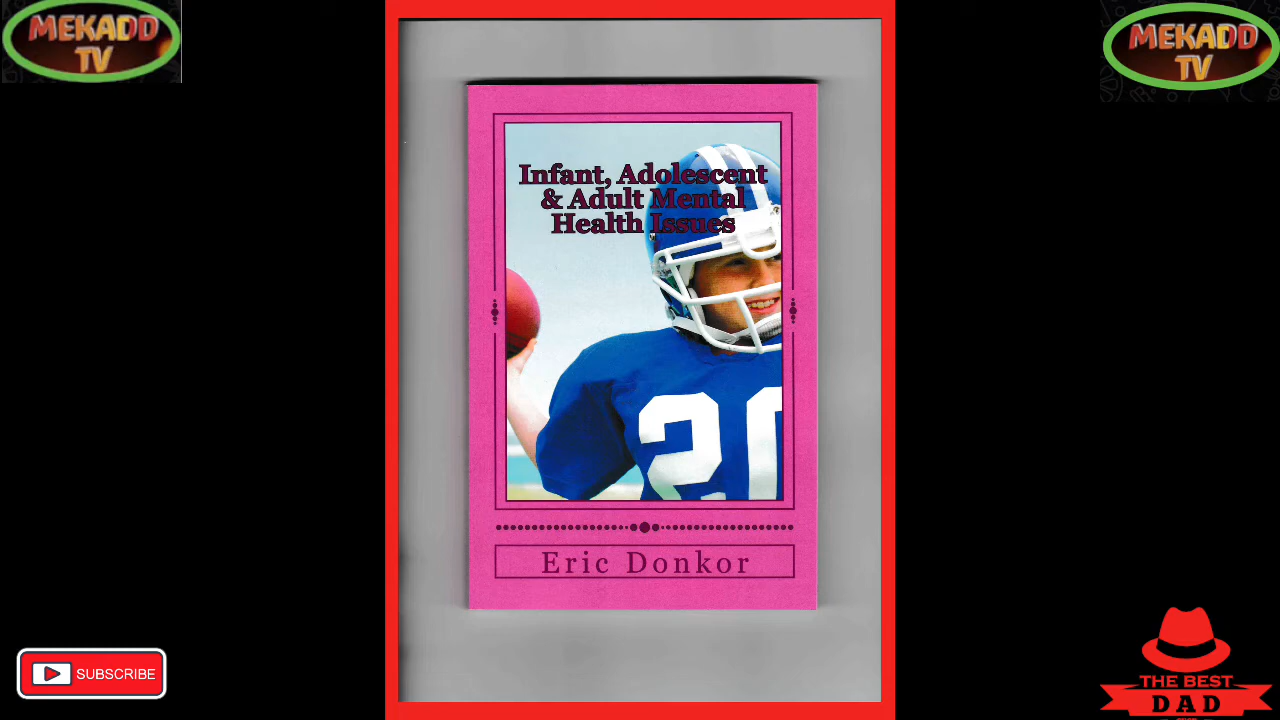 MEKADD
TV
MEKADD
TV
Infant, Adolescent
& Adult Mental
Health Issues
20
Eric Donkor
SUBSCRIBE
THE BEST
DAD